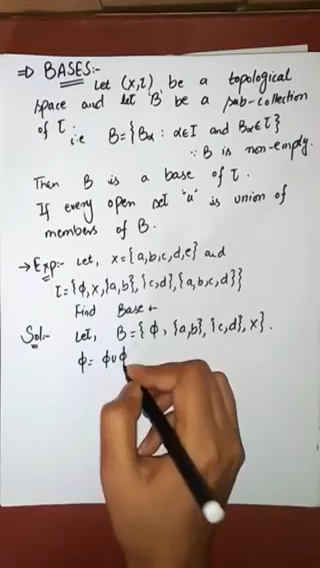 ⇒ BASES:-
Let (X,τ) be a topological
space and let 'B' be a sub-collection
of τ. i.e B={Bα : α∈I and Bα∈τ}
∵ B is non-empty.
Then B is a base of τ.
If every open set "u" is union of
members of B.
→ Exp:- Let, x={a,b,c,d,e} and
τ={φ,x,{a,b},{c,d},{a,b,c,d}}
Find Base :-
Sol:- Let, B={φ, {a,b}, {c,d}, x}.
φ= φ∪φ